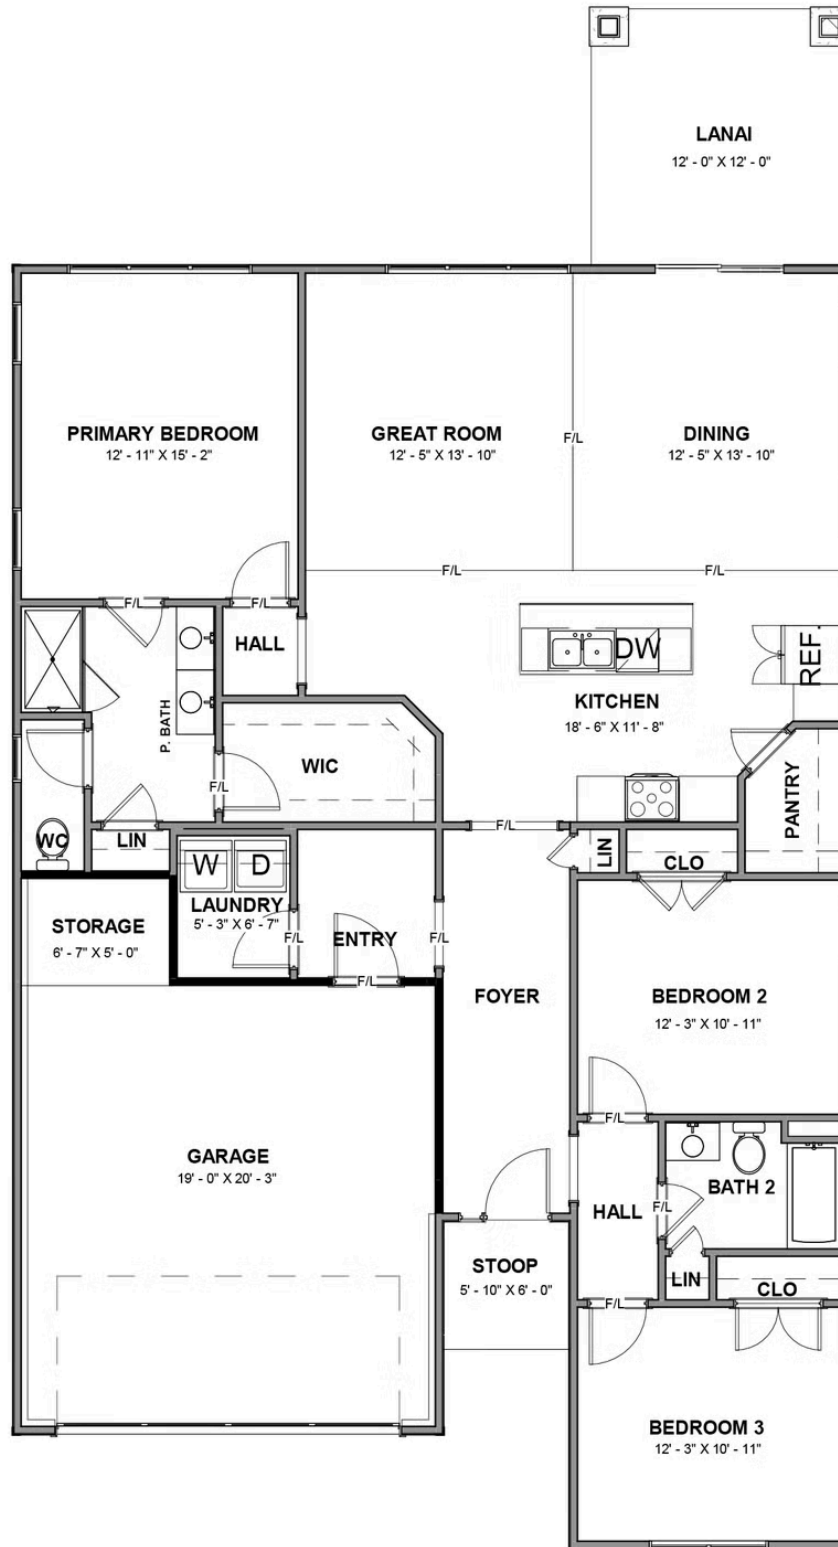 LANAI
12' - 0" X 12' - 0"
PRIMARY BEDROOM
12' - 11" X 15' - 2"
GREAT ROOM
12' - 5" X 13' - 10"
F/L
DINING
12' - 5" X 13' - 10"
F/L
F/L
F/L
F/L
HALL
DW
REF.
P. BATH
KITCHEN
18' - 6" X 11' - 8"
WIC
F/L
PANTRY
WC
LIN
F/L
LIN
CLO
W
D
LAUNDRY
5' - 3" X 6' - 7"
STORAGE
6' - 7" X 5' - 0"
F/L
ENTRY
F/L
F/L
FOYER
BEDROOM 2
12' - 3" X 10' - 11"
F/L
GARAGE
19' - 0" X 20' - 3"
BATH 2
HALL
F/L
STOOP
5' - 10" X 6' - 0"
LIN
CLO
F/L
BEDROOM 3
12' - 3" X 10' - 11"